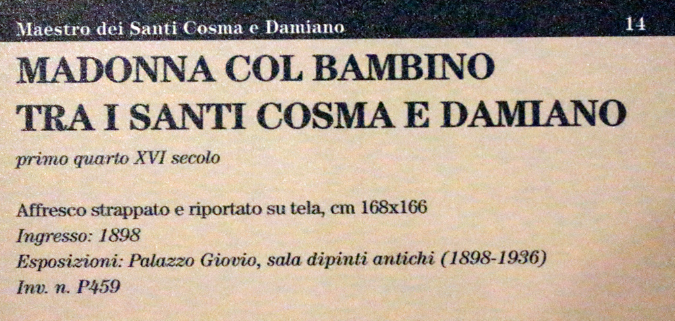 Maestro dei Santi Cosma e Damiano 14
MADONNA COL BAMBINO
TRA I SANTI COSMA E DAMIANO
primo quarto XVI secolo
Affresco strappato e riportato su tela, cm 168x166
Ingresso: 1898
Esposizioni: Palazzo Giovio, sala dipinti antichi (1898-1936)
Inv. n. P459